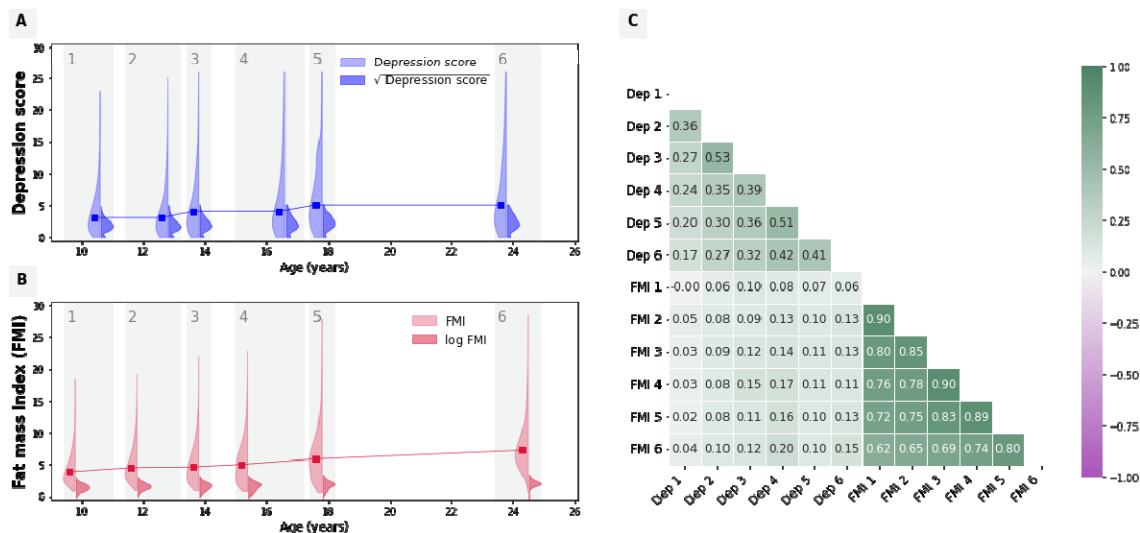 A
30
25
20
15
10
5
0
Depression score
1 2 3 4 5 6
Depression score
√Depression score
10 12 14 16 18 20 22 24 26
Age (years)
B
30
25
20
15
10
5
0
Fat mass index (FMI)
1 2 3 4 5 6
FMI
log FMI
10 12 14 16 18 20 22 24 26
Age (years)
C
Dep 1
Dep 2 0.36
Dep 3 0.27 0.53
Dep 4 0.24 0.35 0.39
Dep 5 0.20 0.30 0.36 0.51
Dep 6 0.17 0.27 0.32 0.42 0.41
FMI 1 -0.00 0.06 0.10 0.08 0.07 0.06
FMI 2 0.05 0.08 0.09 0.13 0.10 0.13 0.90
FMI 3 0.03 0.09 0.12 0.14 0.11 0.13 0.80 0.85
FMI 4 0.03 0.08 0.15 0.17 0.11 0.11 0.76 0.78 0.90
FMI 5 0.02 0.08 0.11 0.16 0.10 0.13 0.72 0.75 0.83 0.89
FMI 6 0.04 0.10 0.12 0.20 0.10 0.15 0.62 0.65 0.69 0.74 0.80
Dep 1 Dep 2 Dep 3 Dep 4 Dep 5 Dep 6 FMI 1 FMI 2 FMI 3 FMI 4 FMI 5 FMI 6
1.00
0.75
0.50
0.25
0.00
−0.25
−0.50
−0.75
−1.00